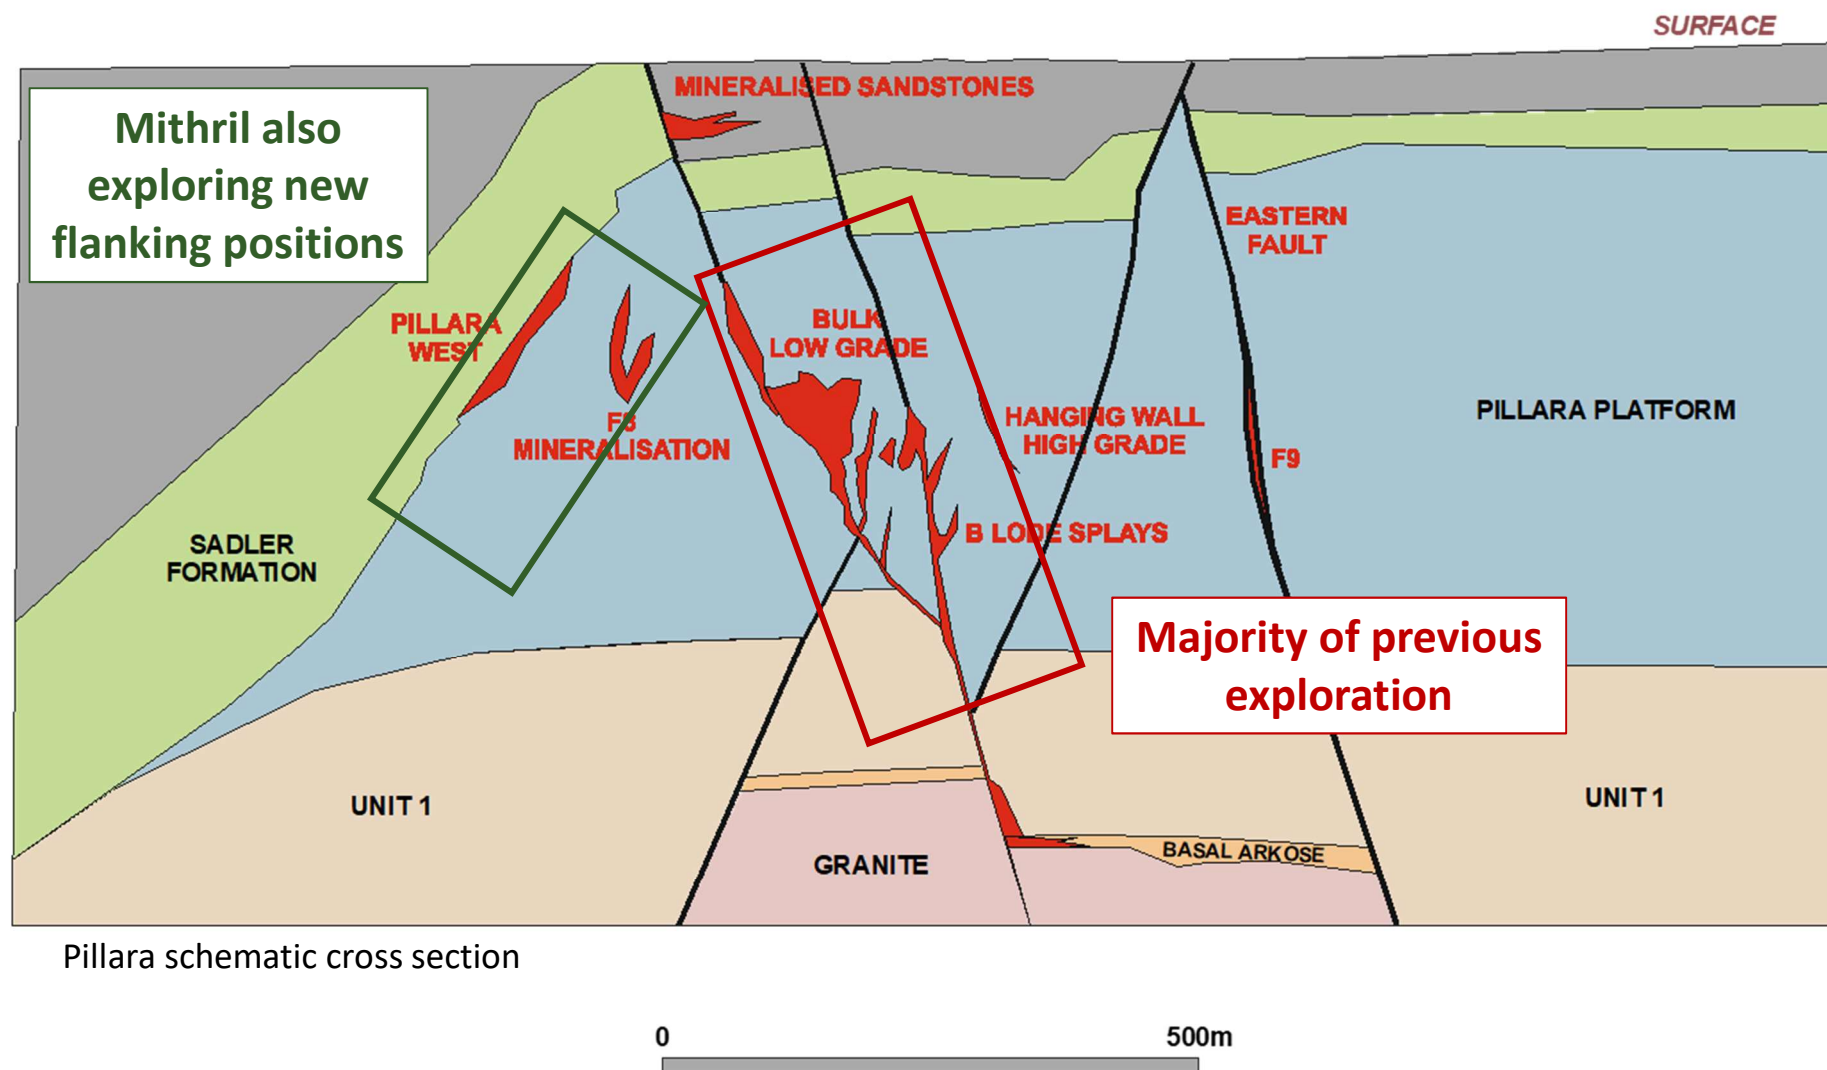 SURFACE
MINERALISED SANDSTONES
Mithril also
exploring new
flanking positions
EASTERN
FAULT
PILLARA
WEST
BULK
LOW GRADE
F3
MINERALISATION
HANGING WALL
HIGH GRADE
PILLARA PLATFORM
F9
B LODE SPLAYS
SADLER
FORMATION
Majority of previous
exploration
UNIT 1
UNIT 1
GRANITE
BASAL ARKOSE
Pillara schematic cross section
0
500m